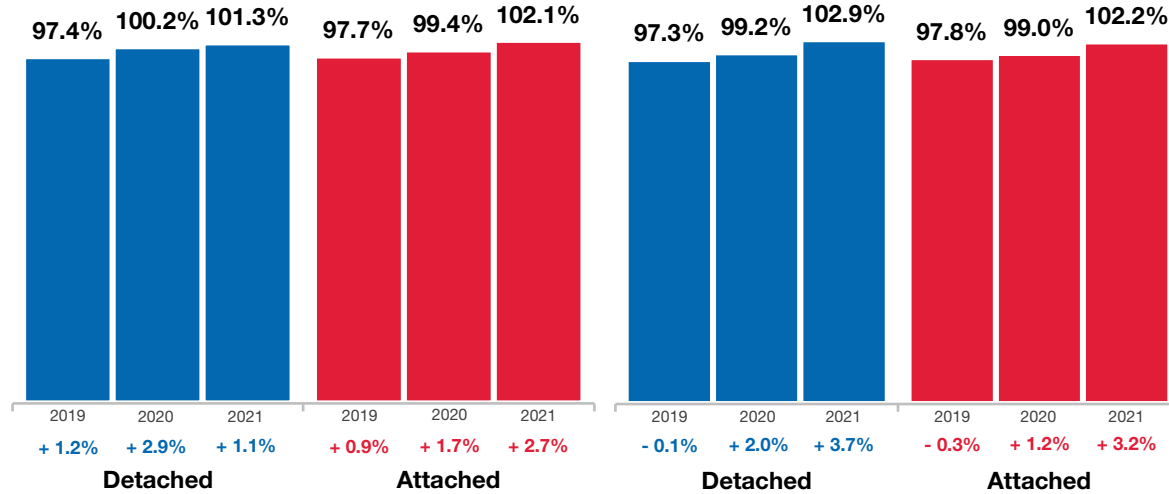 97.4% 100.2% 101.3% 97.7% 99.4% 102.1%
2019 2020 2021 2019 2020 2021
+ 1.2% + 2.9% + 1.1% + 0.9% + 1.7% + 2.7%
Detached Attached
97.3% 99.2% 102.9% 97.8% 99.0% 102.2%
2019 2020 2021 2019 2020 2021
- 0.1% + 2.0% + 3.7% - 0.3% + 1.2% + 3.2%
Detached Attached